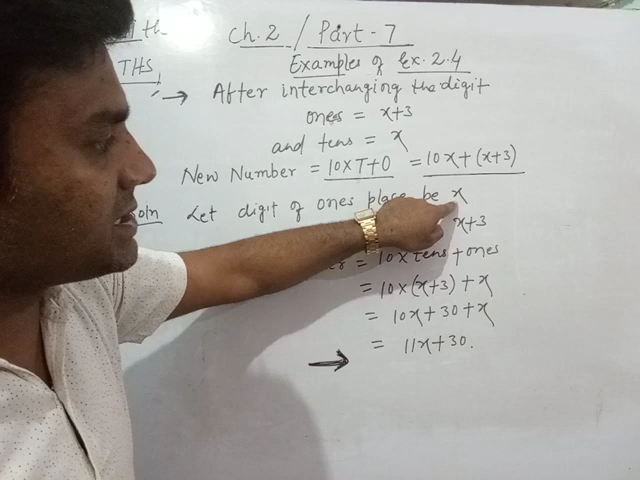 th Ch.2 / Part-7
THS, Examples of Ex. 2.4
→ After interchanging the digit
ones = x+3
and tens = x
New Number = 10×T+O = 10x+(x+3)
Soln Let digit of ones place be x
x+3
= 10×tens + ones
= 10×(x+3) + x
= 10x+30+x
→ = 11x+30.